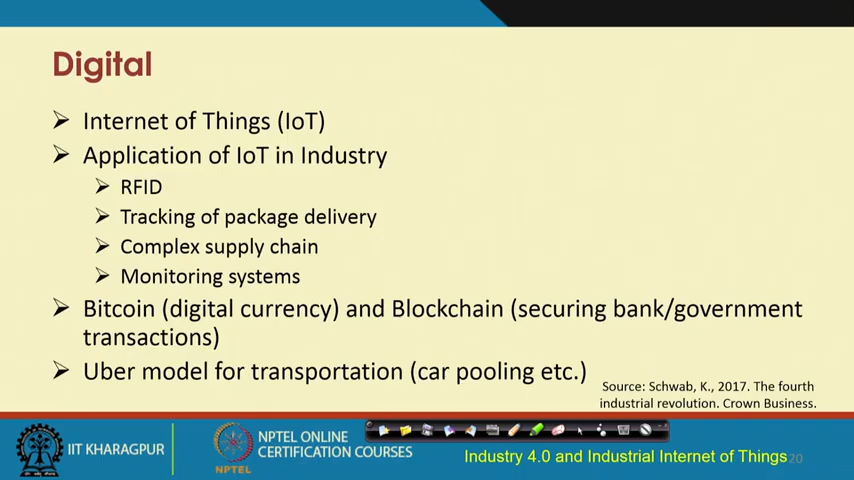 Digital
➢ Internet of Things (IoT)
➢ Application of IoT in Industry
➢ RFID
➢ Tracking of package delivery
➢ Complex supply chain
➢ Monitoring systems
➢ Bitcoin (digital currency) and Blockchain (securing bank/government
transactions)
➢ Uber model for transportation (car pooling etc.)
Source: Schwab, K., 2017. The fourth
industrial revolution. Crown Business.
IIT KHARAGPUR
NPTEL
NPTEL ONLINE
CERTIFICATION COURSES
Industry 4.0 and Industrial Internet of Things
20